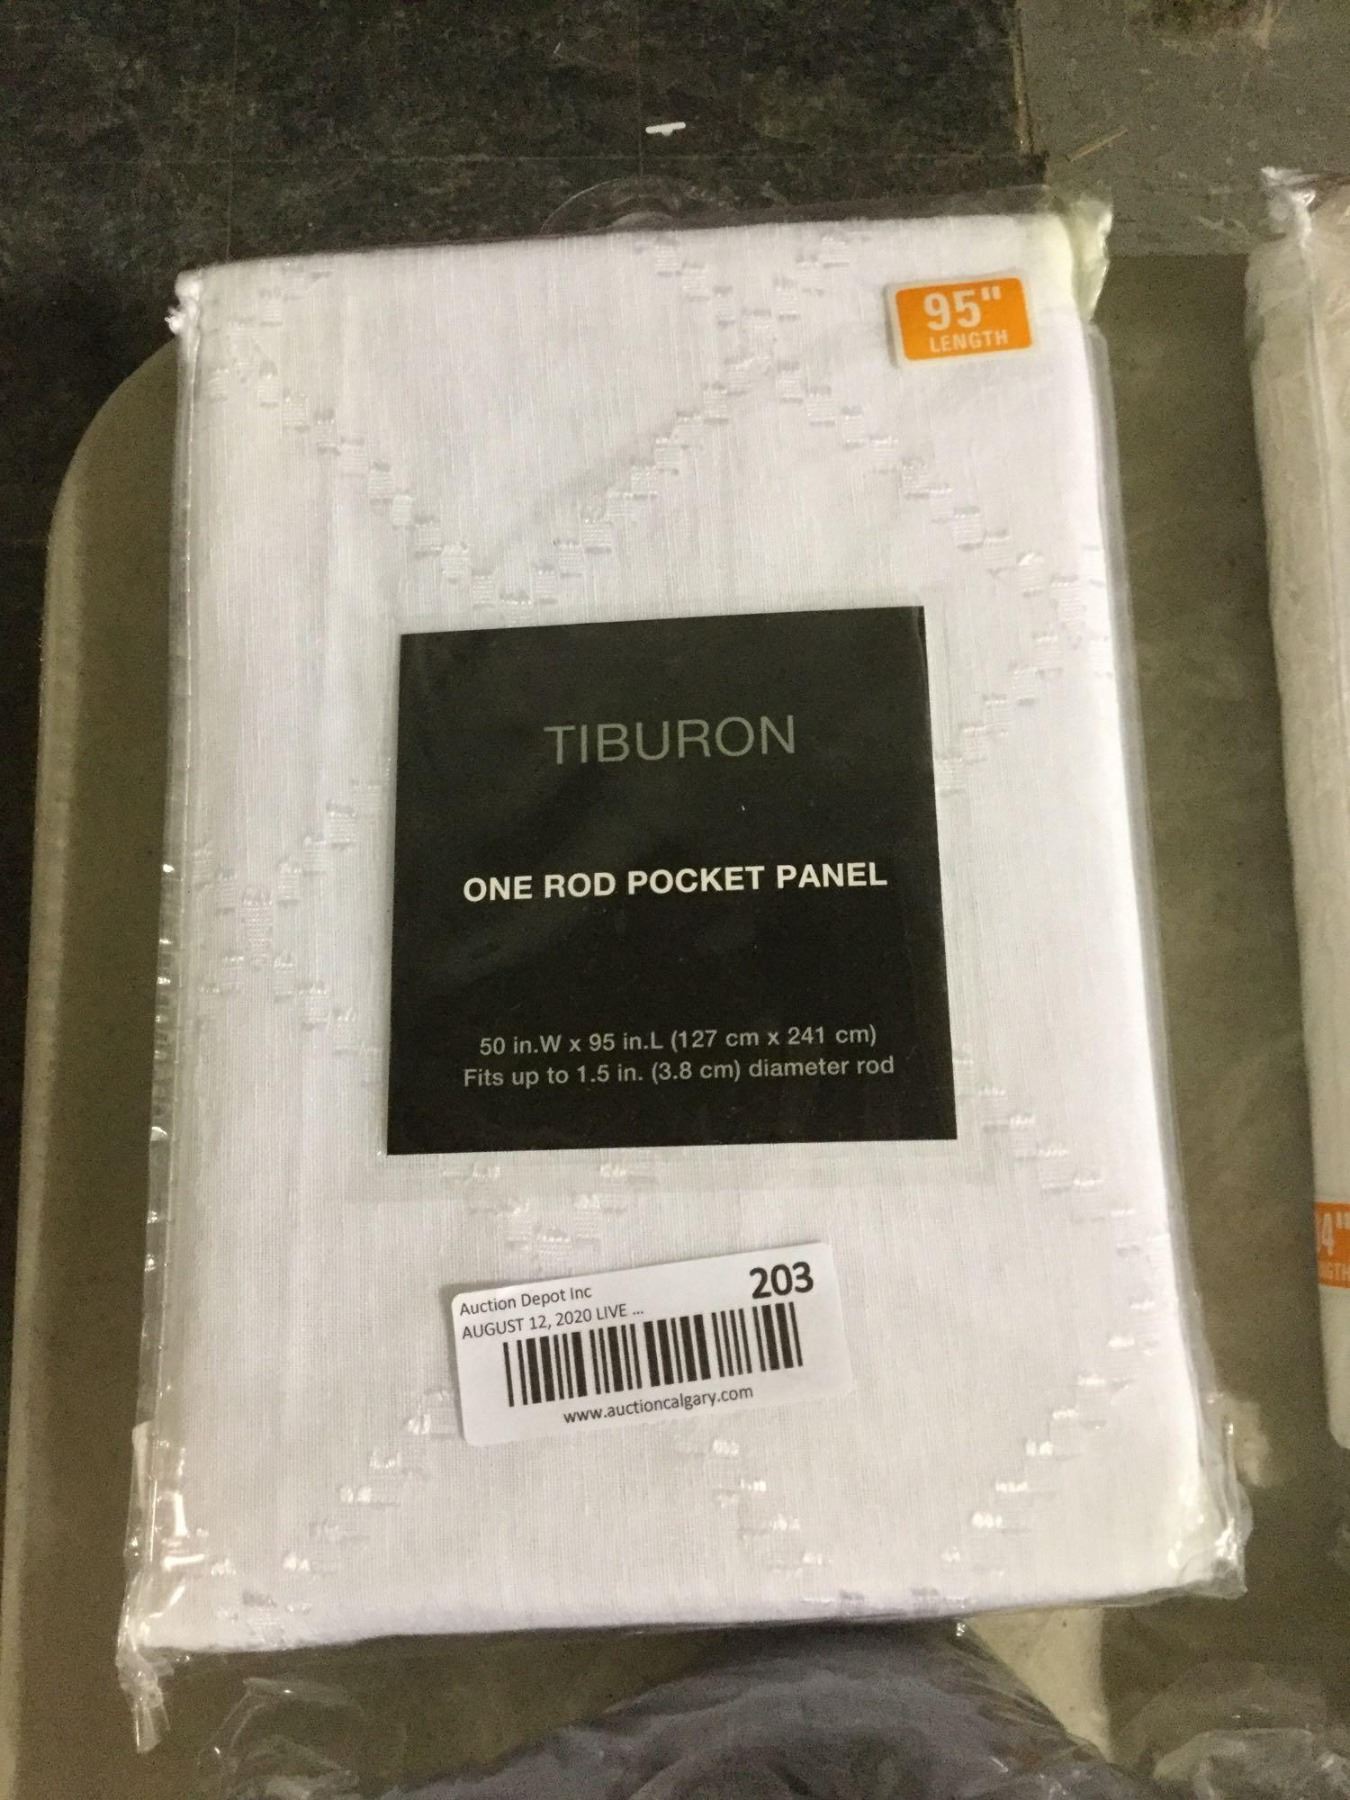 95"
LENGTH
TIBURON
ONE ROD POCKET PANEL
50 in.W x 95 in.L (127 cm x 241 cm)
Fits up to 1.5 in. (3.8 cm) diameter rod
Auction Depot Inc
203
AUGUST 12, 2020 LIVE ...
www.auctioncalgary.com